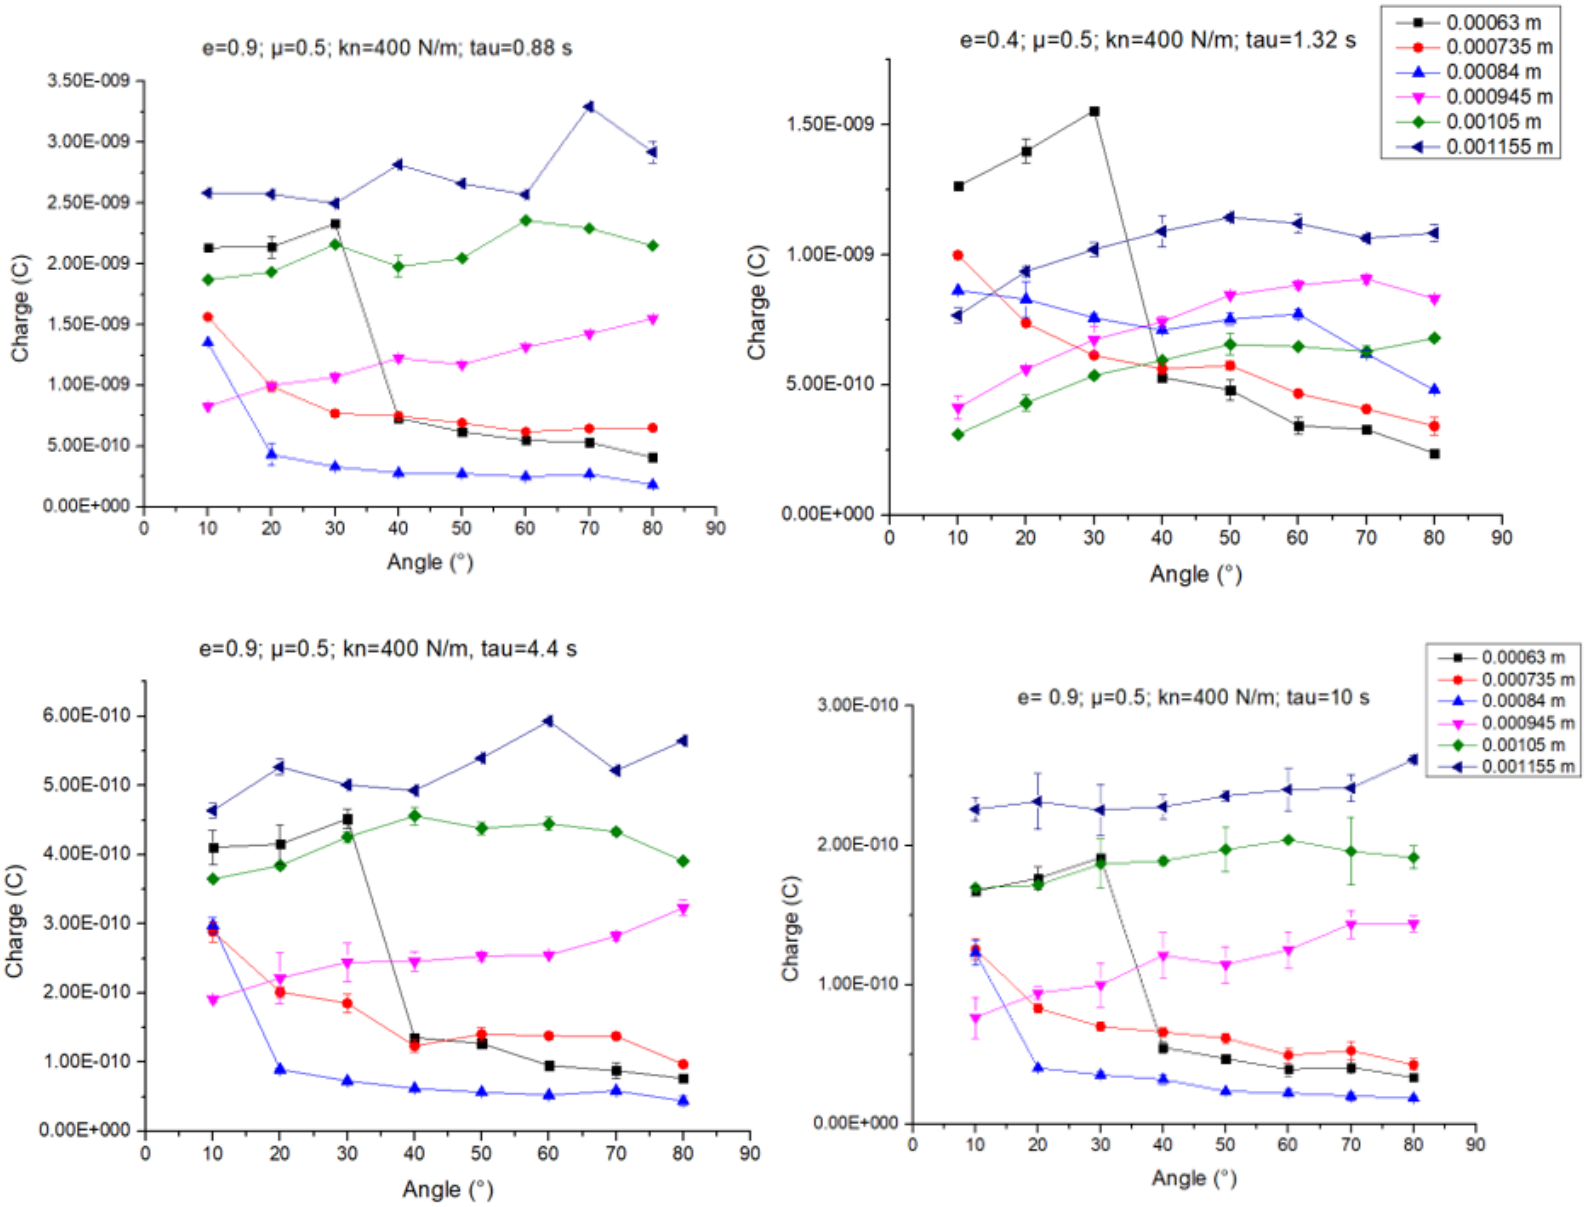 e=0.9; µ=0.5; kn=400 N/m; tau=0.88 s
3.50E-009
3.00E-009
2.50E-009
2.00E-009
1.50E-009
1.00E-009
5.00E-010
0.00E+000
Charge (C)
0 10 20 30 40 50 60 70 80 90
Angle (°)
e=0.4; µ=0.5; kn=400 N/m; tau=1.32 s
0.00063 m
0.000735 m
0.00084 m
0.000945 m
0.00105 m
0.001155 m
1.50E-009
1.00E-009
5.00E-010
0.00E+000
Charge (C)
0 10 20 30 40 50 60 70 80 90
Angle (°)
e=0.9; µ=0.5; kn=400 N/m, tau=4.4 s
6.00E-010
5.00E-010
4.00E-010
3.00E-010
2.00E-010
1.00E-010
0.00E+000
Charge (C)
0 10 20 30 40 50 60 70 80 90
Angle (°)
e= 0.9; µ=0.5; kn=400 N/m; tau=10 s
0.00063 m
0.000735 m
0.00084 m
0.000945 m
0.00105 m
0.001155 m
3.00E-010
2.00E-010
1.00E-010
0.00E+000
Charge (C)
0 10 20 30 40 50 60 70 80 90
Angle (°)